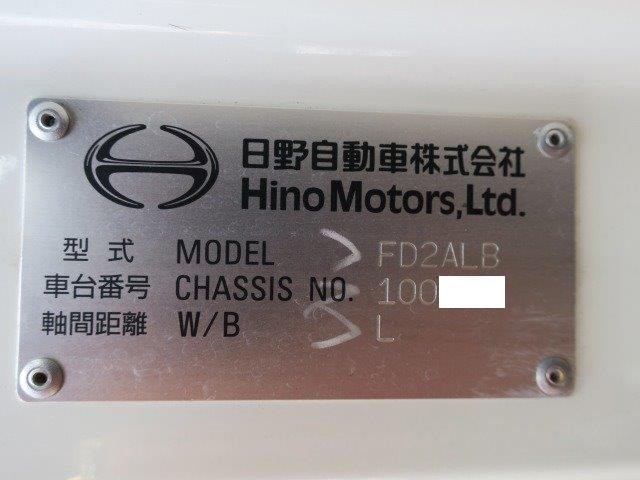 日野自動車株式会社
Hino Motors,Ltd.
型式 MODEL FD2ALB
車台番号 CHASSIS NO. 100
軸間距離 W/B L